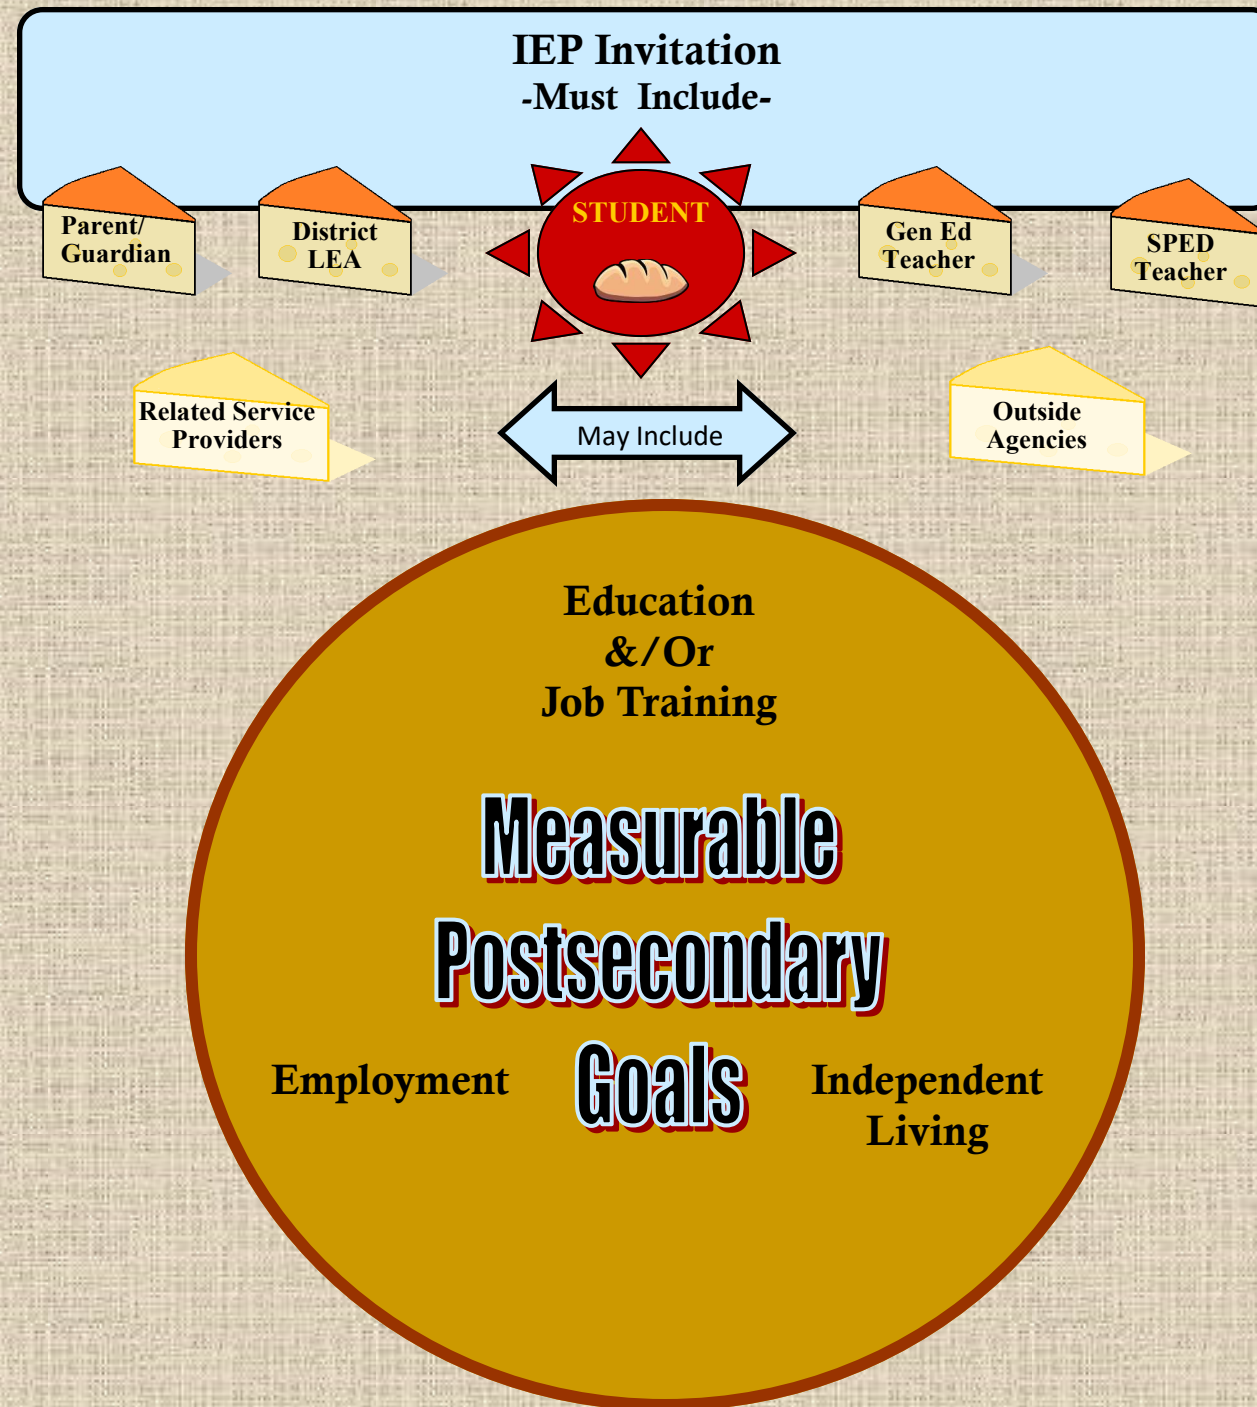 IEP Invitation
-Must Include-
STUDENT
Parent/
Guardian
District
LEA
Gen Ed
Teacher
SPED
Teacher
Related Service
Providers
May Include
Outside
Agencies
Education
&/Or
Job Training
Measurable
Postsecondary
Goals
Employment
Independent
Living